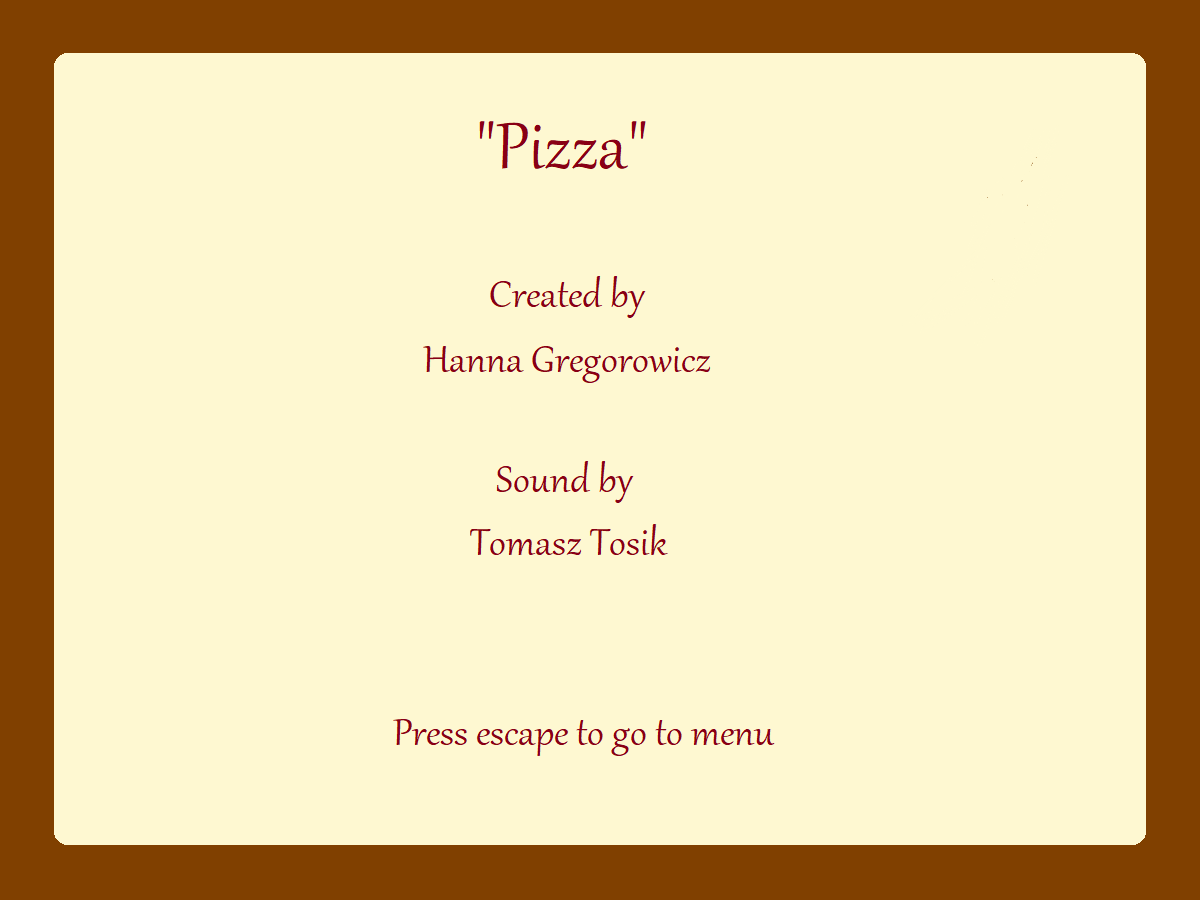 "Pizza"
Created by
Hanna Gregorowicz
Sound by
Tomasz Tosik
Press escape to go to menu